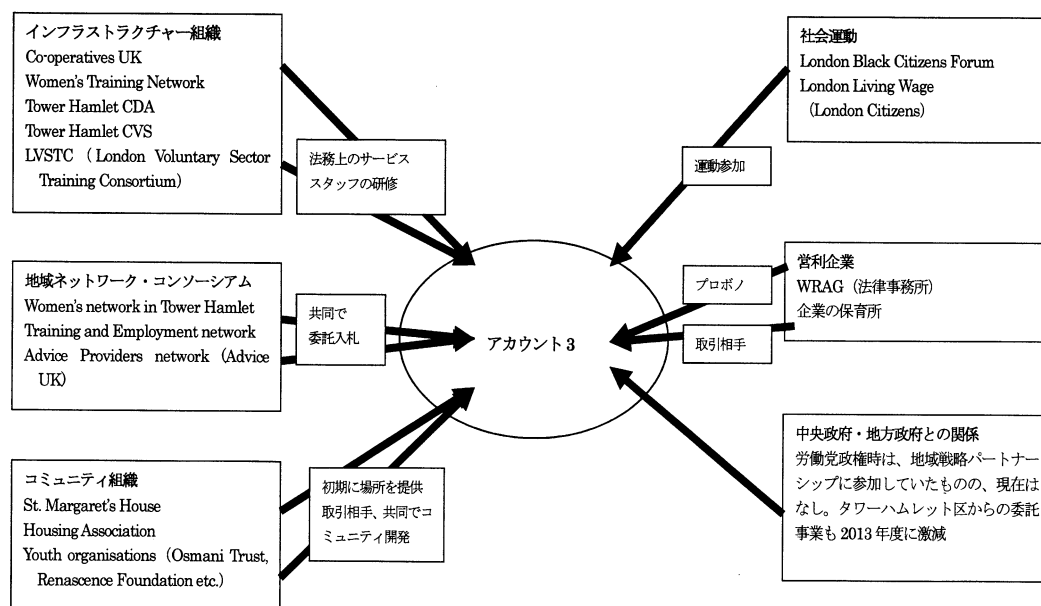 インフラストラクチャー組織
Co-operatives UK
Women's Training Network
Tower Hamlet CDA
Tower Hamlet CVS
LVSTC （London Voluntary Sector
Training Consortium）
法務上のサービス
スタッフの研修
地域ネットワーク・コンソーシアム
Women's network in Tower Hamlet
Training and Employment network
Advice Providers network（Advice
UK）
共同で
委託入札
コミュニティ組織
St. Margaret's House
Housing Association
Youth organisations（Osmani Trust,
Renascence Foundation etc.）
初期に場所を提供
取引相手、共同でコ
ミュニティ開発
アカウント3
社会運動
London Black Citizens Forum
London Living Wage
（London Citizens）
運動参加
営利企業
WRAG（法律事務所）
企業の保育所
プロボノ
取引相手
中央政府・地方政府との関係
労働党政権時は、地域戦略パートナー
シップに参加していたものの、現在は
なし。タワーハムレット区からの委託
事業も2013年度に激減